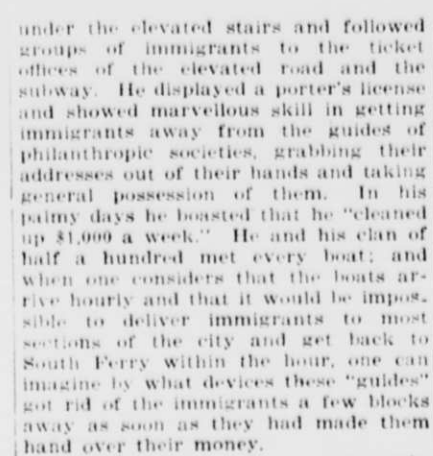 under the elevated stairs and followed
groups of immigrants to the ticket
offices of the elevated road and the
subway. He displayed a porter's license
and showed marvellous skill in getting
immigrants away from the guides of
philanthropic societies, grabbing their
addresses out of their hands and taking
general possession of them. In his
palmy days he boasted that he "cleaned
up $1,000 a week." He and his clan of
half a hundred met every boat; and
when one considers that the boats ar-
rive hourly and that it would be impos-
sible to deliver immigrants to most
sections of the city and get back to
South Ferry within the hour, one can
imagine by what devices these "guides"
got rid of the immigrants a few blocks
away as soon as they had made them
hand over their money.